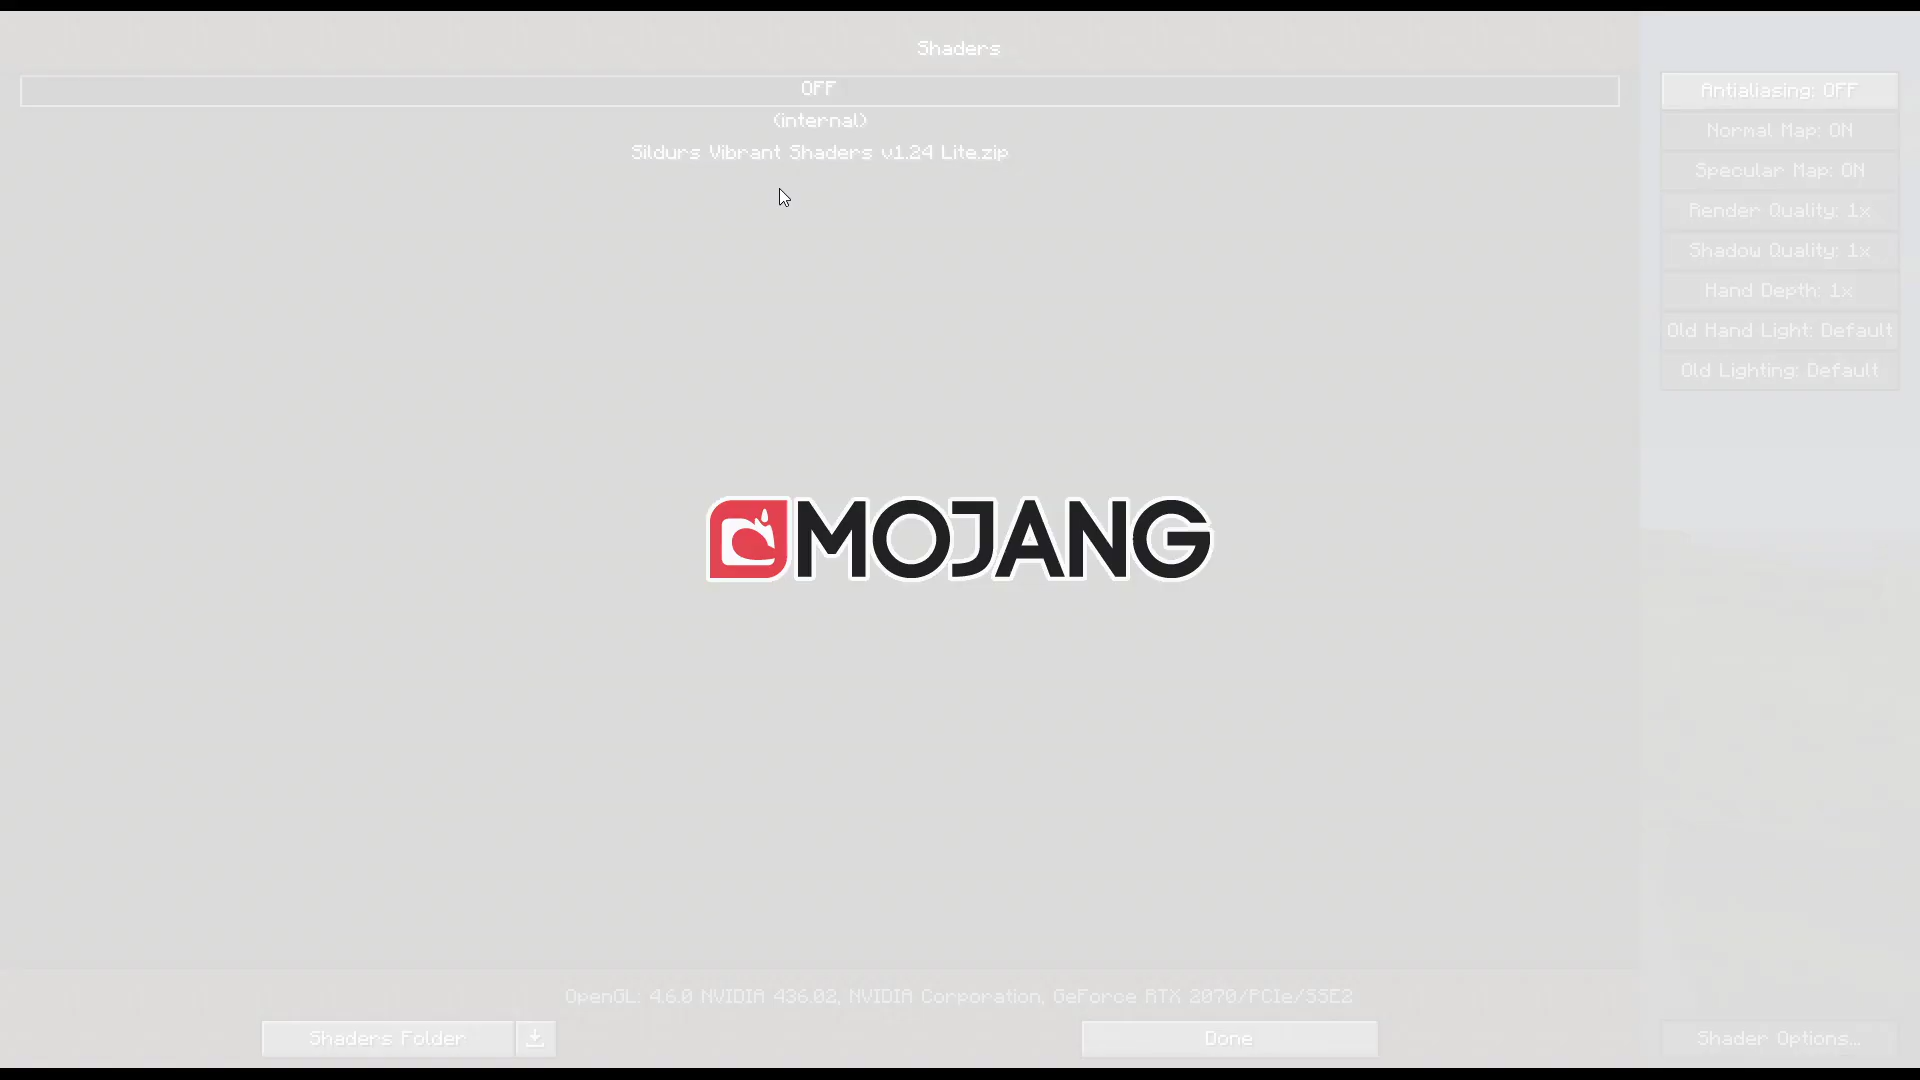 Shaders
OFF
(internal)
Sildurs Vibrant Shaders v1.24 Lite.zip
Antialiasing: OFF
Normal Map: ON
Specular Map: ON
Render Quality: 1x
Shadow Quality: 1x
Hand Depth: 1x
Old Hand Light: Default
Old Lighting: Default
MOJANG
OpenGL: 4.6.0 NVIDIA 436.02, NVIDIA Corporation, GeForce RTX 2070/PCIe/SSE2
Shaders Folder
Done
Shader Options...